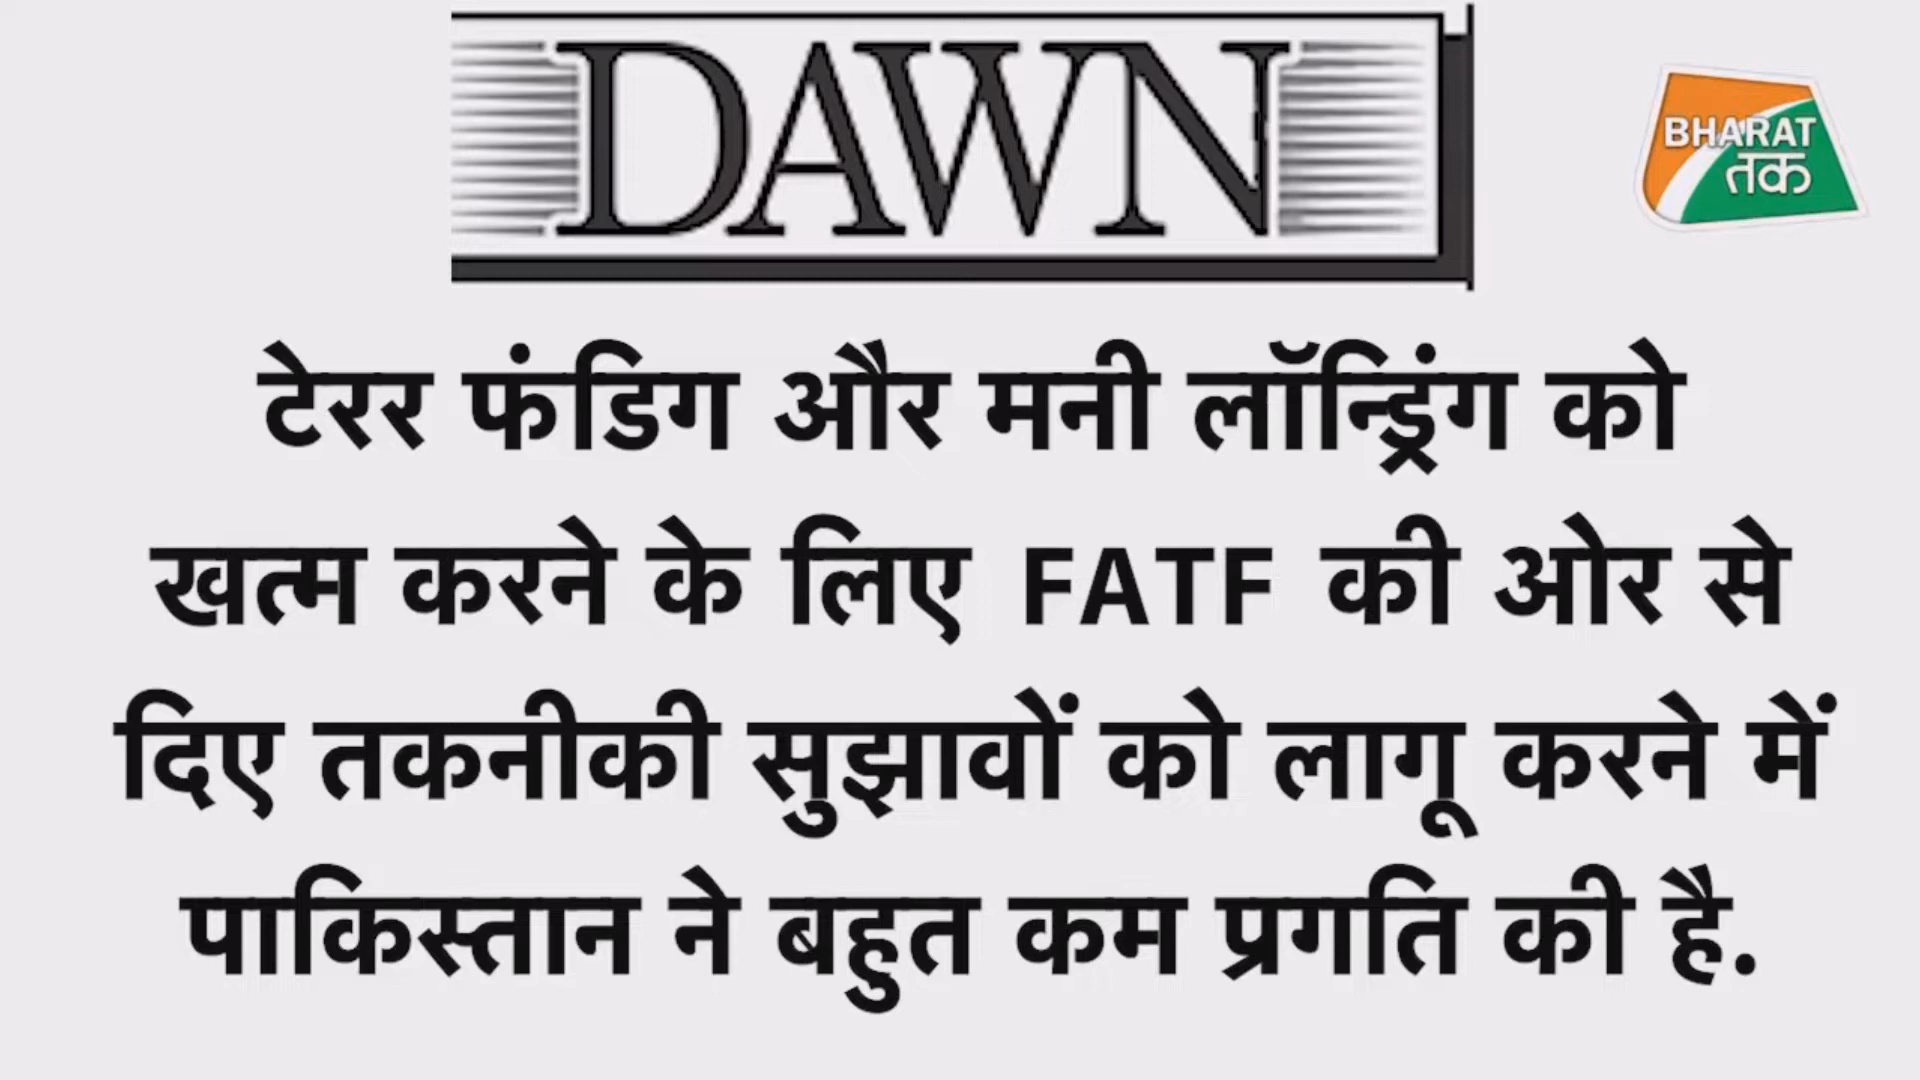 DAWN
BHARAT
तक
टेरर फंडिग और मनी लॉन्ड्रिंग को
खत्म करने के लिए FATF की ओर से
दिए तकनीकी सुझावों को लागू करने में
पाकिस्तान ने बहुत कम प्रगति की है.